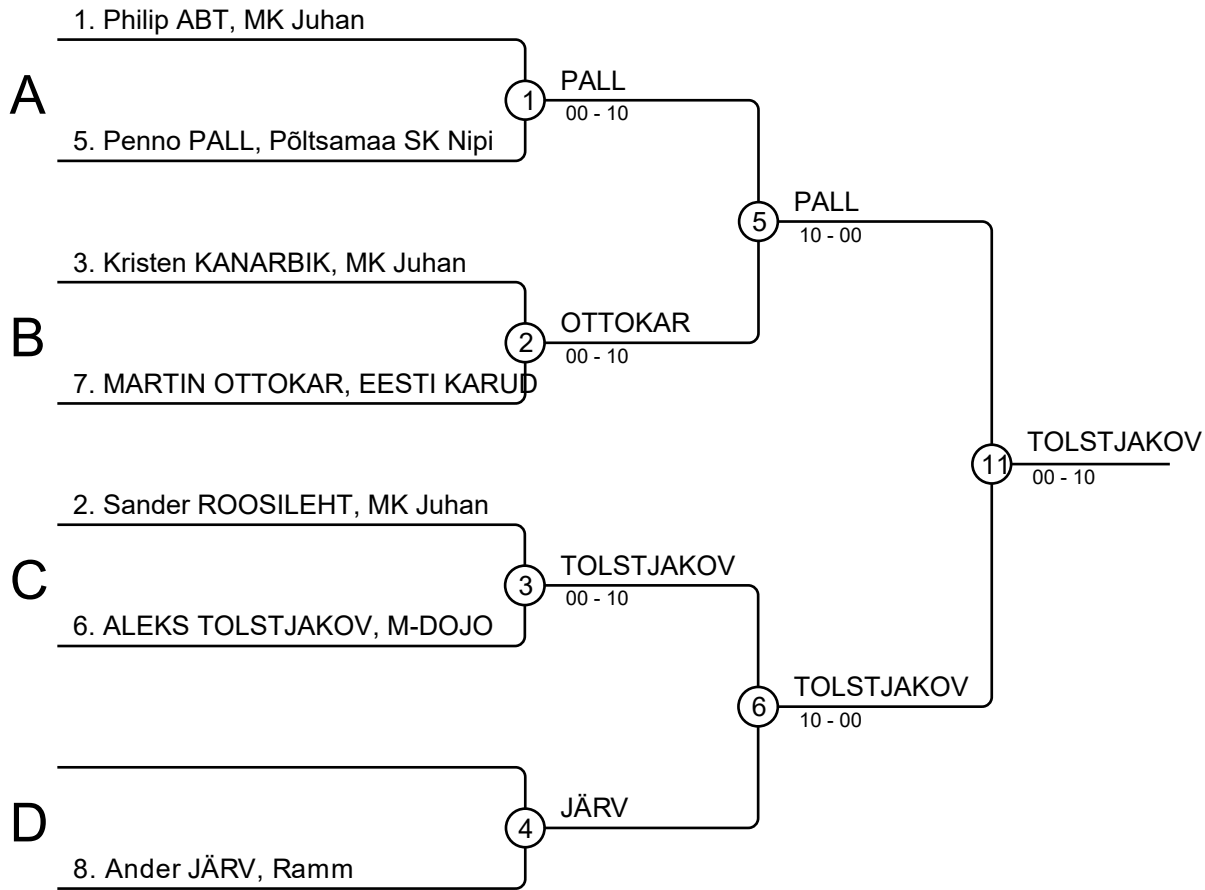 1. Philip ABT, MK Juhan
A
1
PALL
00 - 10
5. Penno PALL, Põltsamaa SK Nipi
5
PALL
10 - 00
3. Kristen KANARBIK, MK Juhan
B
2
OTTOKAR
00 - 10
7. MARTIN OTTOKAR, EESTI KARUD
11
TOLSTJAKOV
00 - 10
2. Sander ROOSILEHT, MK Juhan
C
3
TOLSTJAKOV
00 - 10
6. ALEKS TOLSTJAKOV, M-DOJO
6
TOLSTJAKOV
10 - 00
D
4
JÄRV
8. Ander JÄRV, Ramm